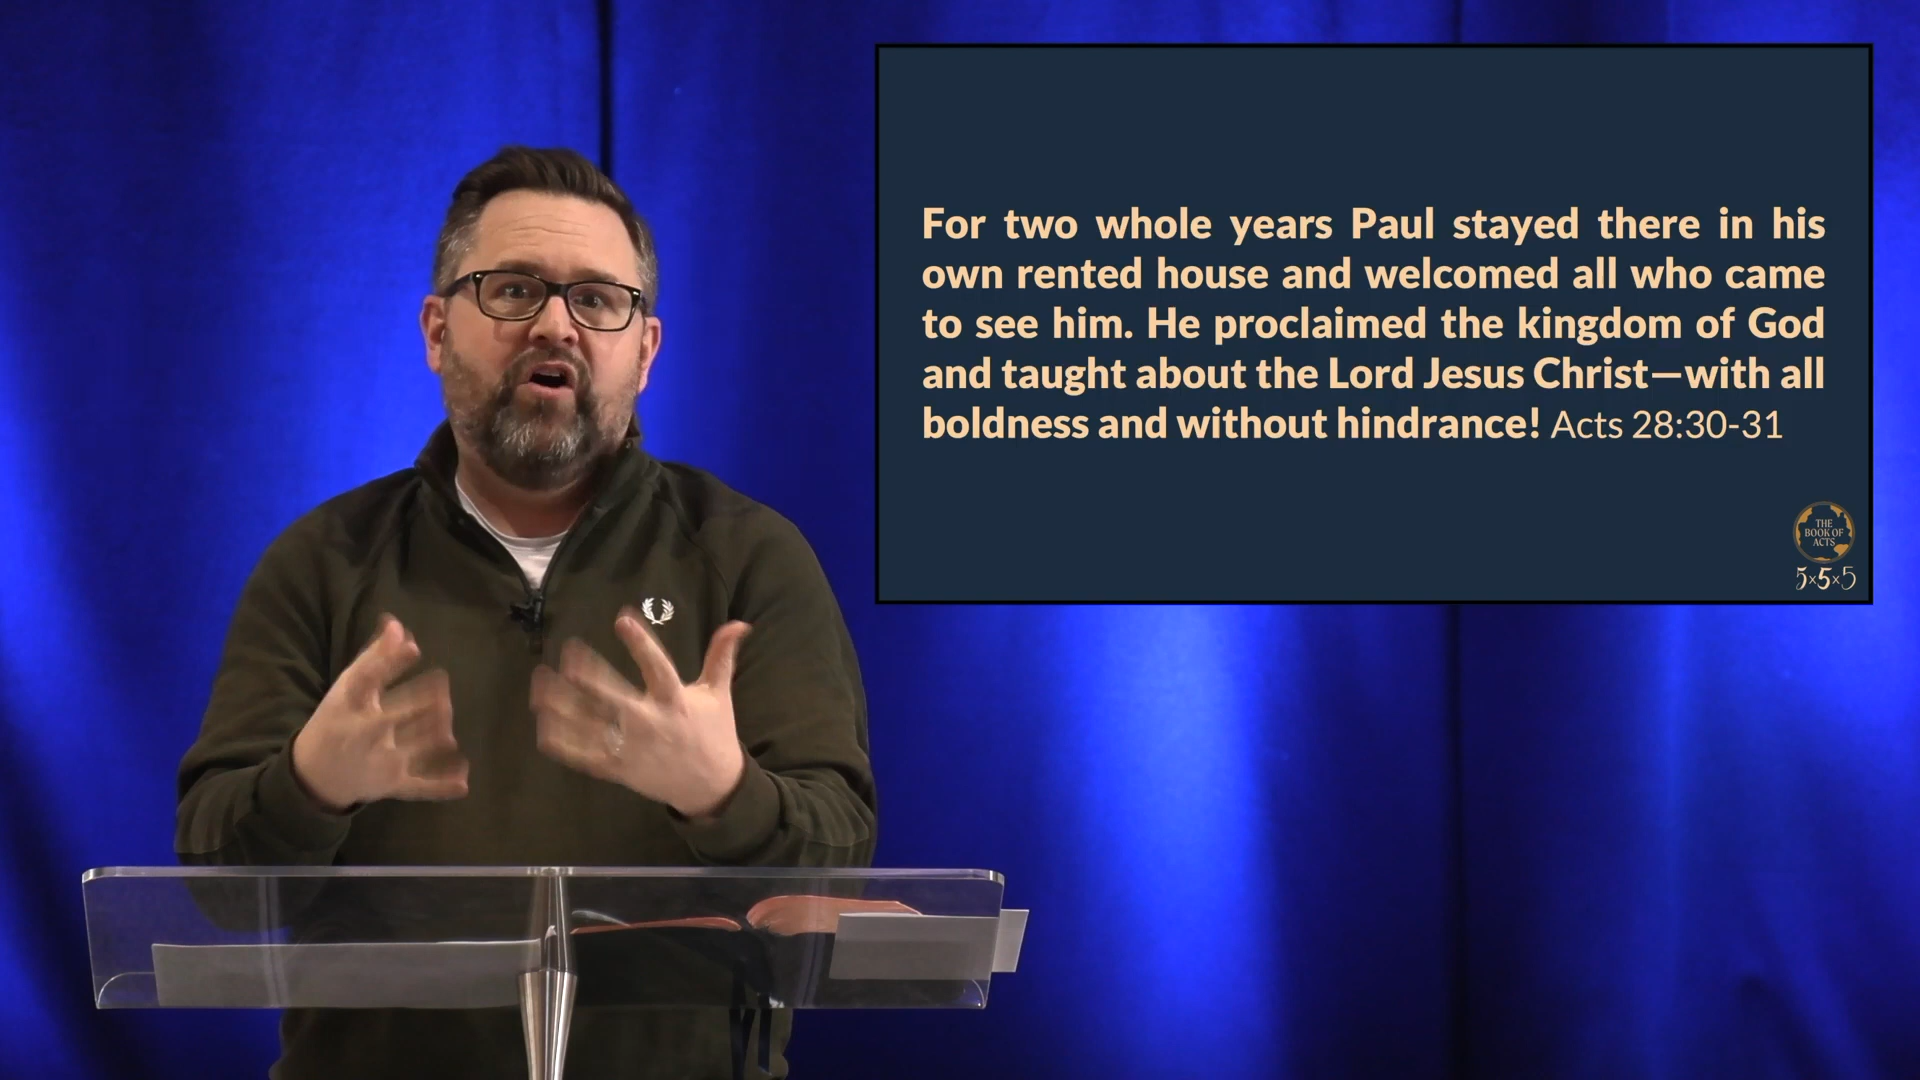 For two whole years Paul stayed there in his
own rented house and welcomed all who came
to see him. He proclaimed the kingdom of God
and taught about the Lord Jesus Christ—with all
boldness and without hindrance! Acts 28:30-31
THE
BOOK OF
ACTS
5×5×5